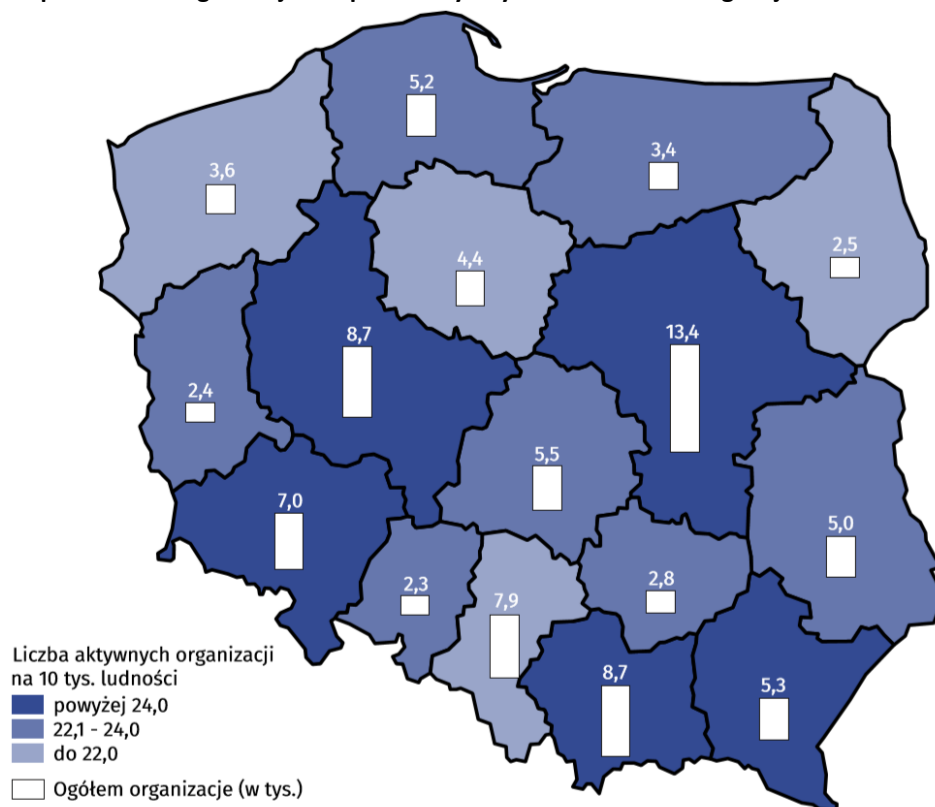 5,2
3,6
3,4
4,4
2,5
8,7
13,4
2,4
5,5
7,0
5,0
2,3
2,8
7,9
8,7
5,3
Liczba aktywnych organizacji
na 10 tys. ludności
powyżej 24,0
22,1 - 24,0
do 22,0
Ogółem organizacje (w tys.)